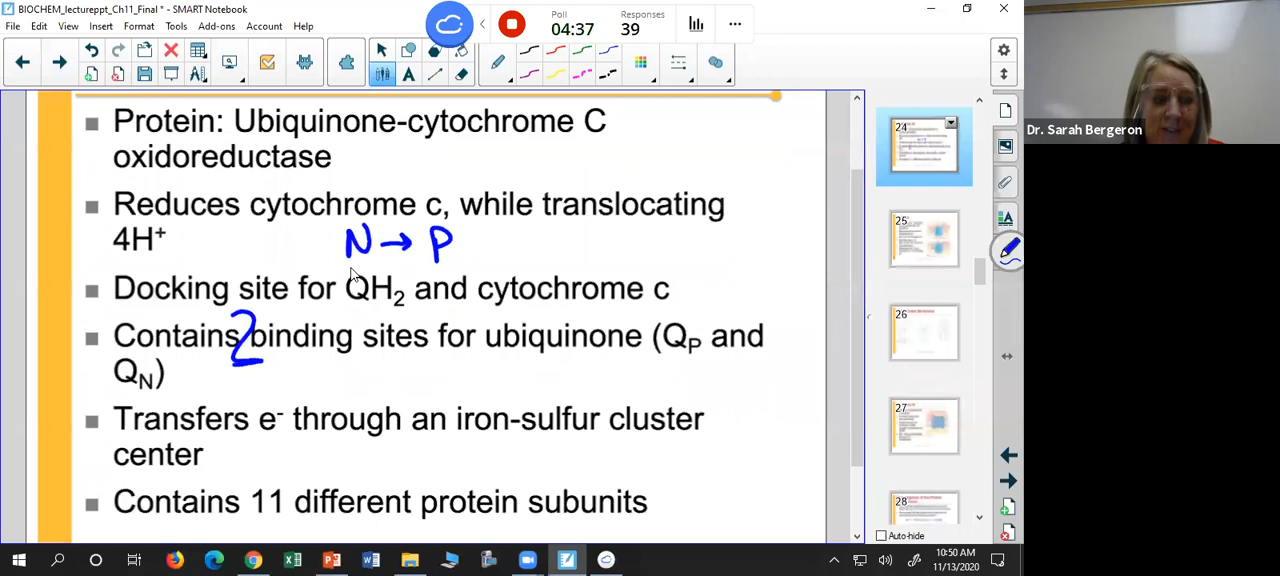 BIOCHEM_lectureppt_Ch11_Final * - SMART Notebook
Poll
Responses
04:37
39
File Edit View Insert Format Tools Add-ons Account Help
Dr. Sarah Bergeron
■ Protein: Ubiquinone-cytochrome C
oxidoreductase
■ Reduces cytochrome c, while translocating
4H⁺
N → P
■ Docking site for QH₂ and cytochrome c
■ Contains 2 binding sites for ubiquinone (Qₚ and
Q_N)
■ Transfers e⁻ through an iron-sulfur cluster
center
■ Contains 11 different protein subunits
24
25
26
27
28
Auto-hide
10:50 AM
11/13/2020